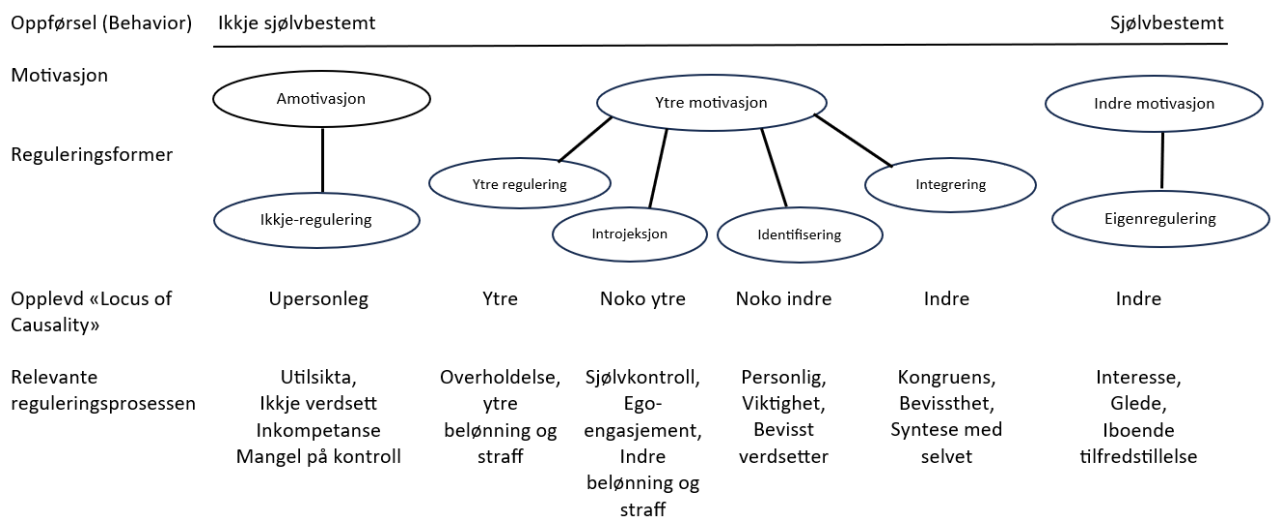 Oppførsel (Behavior) Ikkje sjølvbestemt Sjølvbestemt
Motivasjon
Amotivasjon Ytre motivasjon Indre motivasjon
Reguleringsformer
Ytre regulering Integrering
Ikkje-regulering Introjeksjon Identifisering Eigenregulering
Opplevd «Locus of Upersonleg Ytre Noko ytre Noko indre Indre Indre
Causality»
Relevante Utilsikta, Overholdelse, Sjølvkontroll, Personlig, Kongruens, Interesse,
reguleringsprosessen Ikkje verdsett ytre Ego- Viktighet, Bevissthet, Glede,
Inkompetanse belønning og engasjement, Bevisst Syntese med Iboende
Mangel på kontroll straff Indre verdsetter selvet tilfredstillelse
belønning og
straff